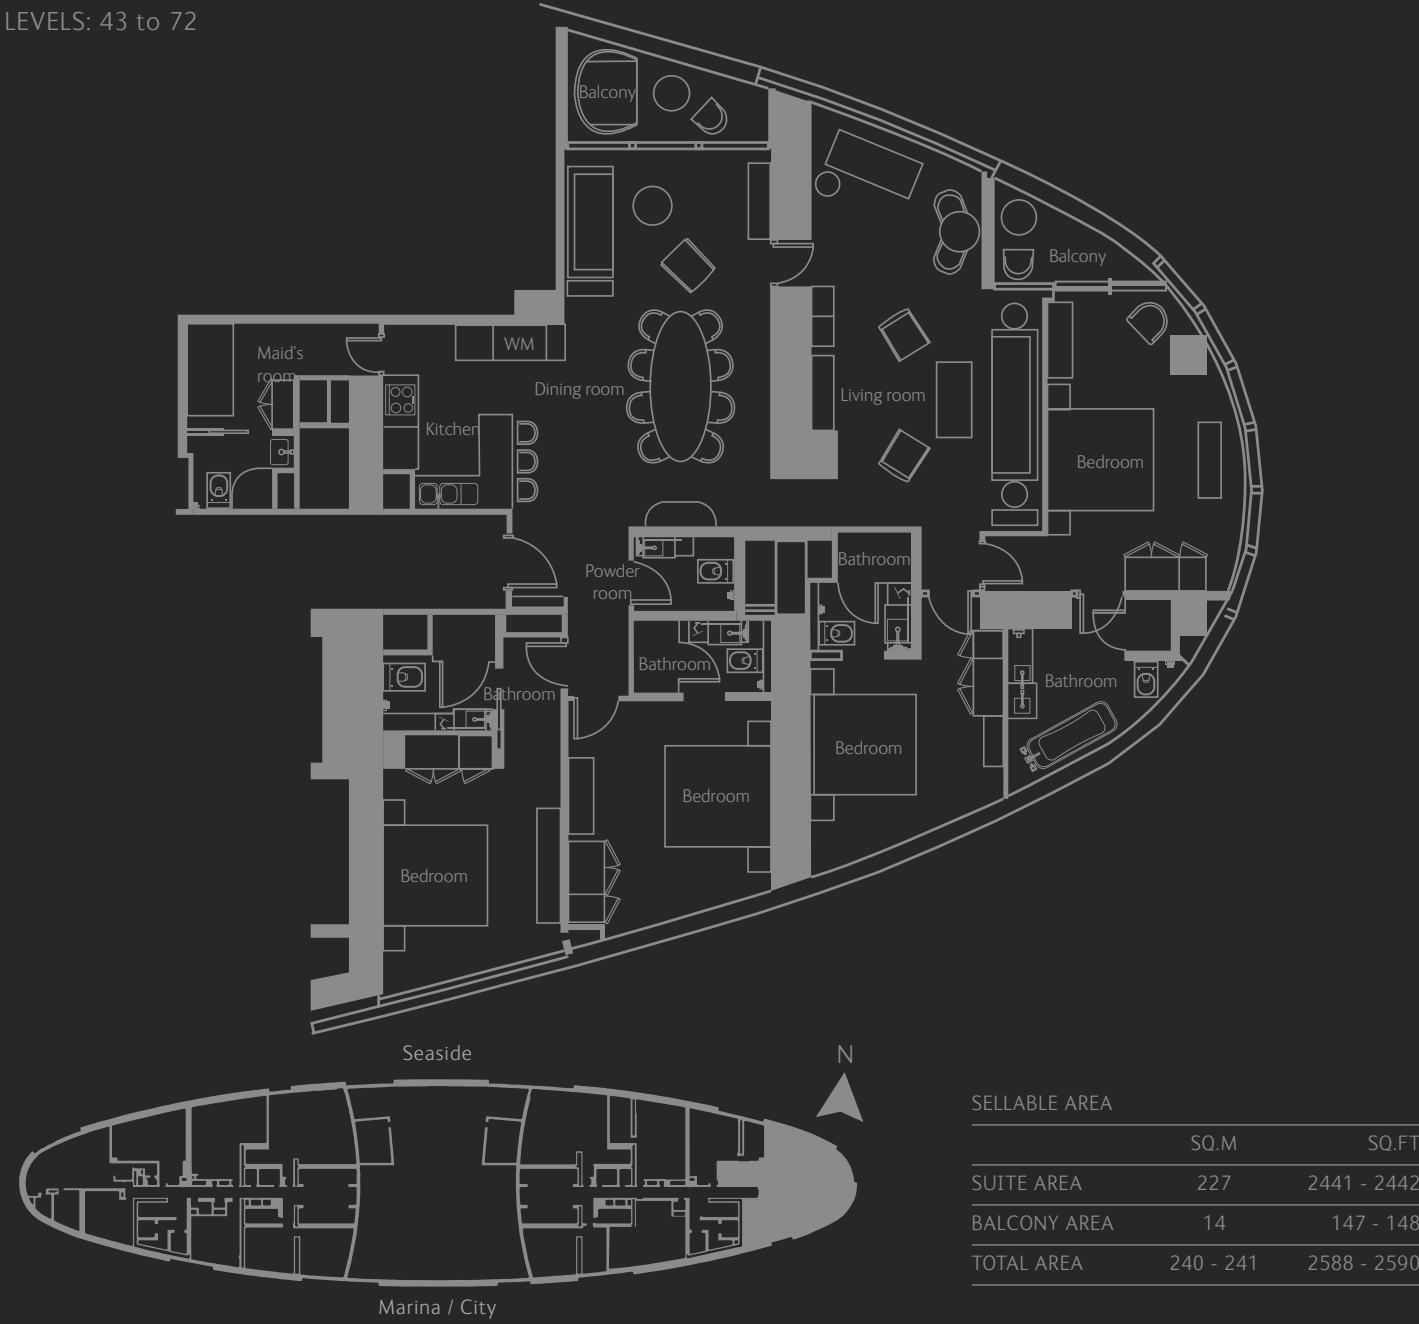 LEVELS: 43 to 72
Balcony
Balcony
Maid's
room
WM
Dining room
Living room
Kitchen
Bedroom
Bathroom
Powder
room
Bathroom
Bathroom
Bathroom
Bedroom
Bedroom
Bedroom
Seaside
N
Marina / City
SELLABLE AREA
SQ.M SQ.FT
SUITE AREA 227 2441 - 2442
BALCONY AREA 14 147 - 148
TOTAL AREA 240 - 241 2588 - 2590